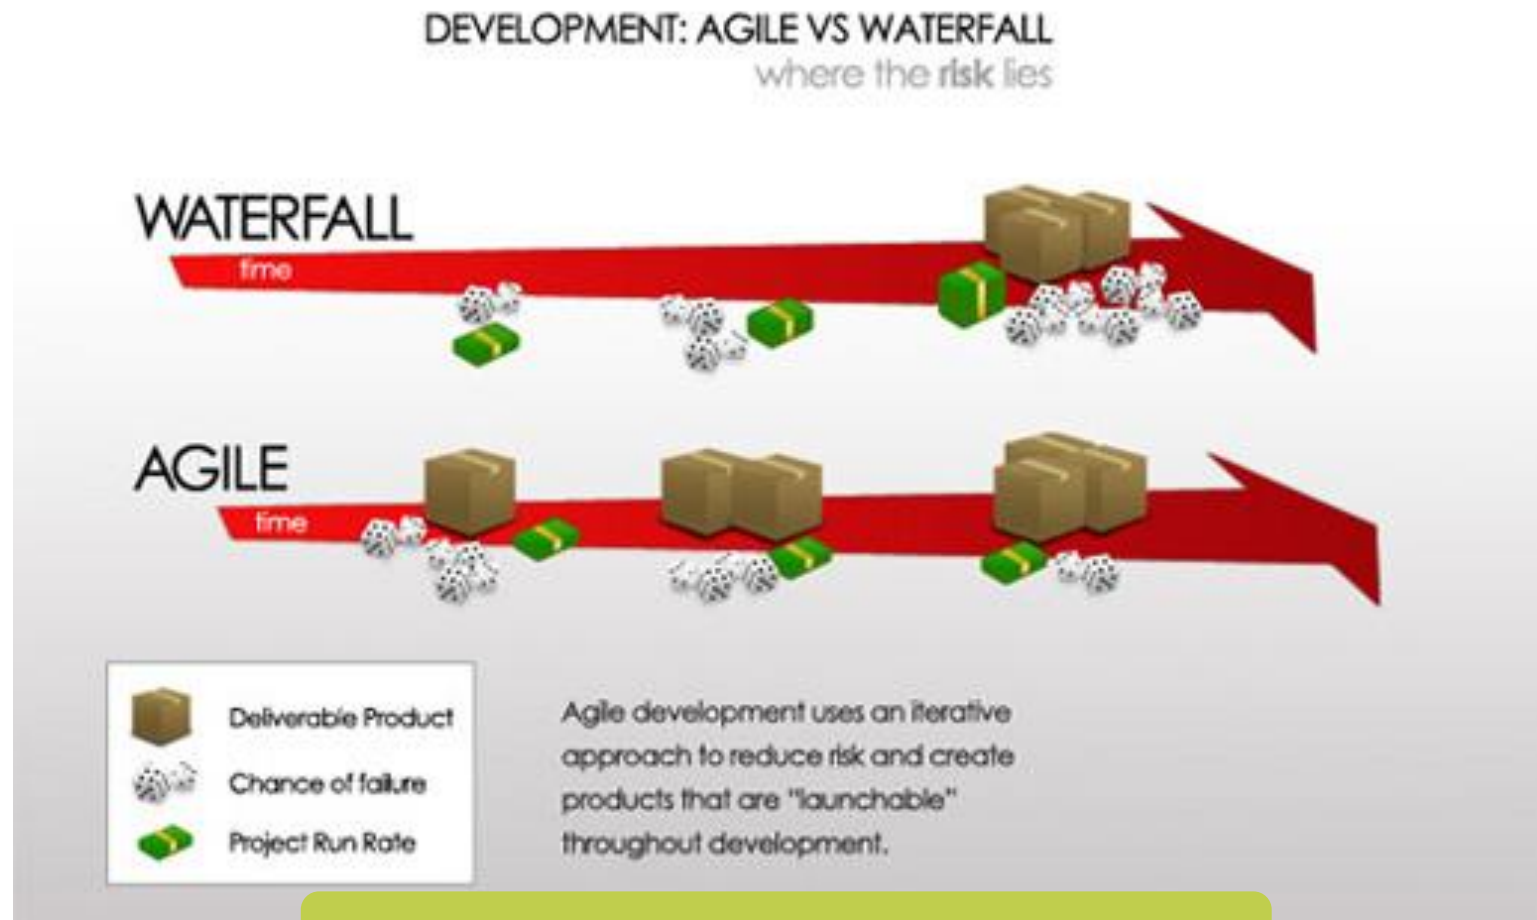 DEVELOPMENT: AGILE VS WATERFALL
where the risk lies
WATERFALL
time
AGILE
time
Deliverable Product
Chance of failure
Project Run Rate
Agile development uses an iterative
approach to reduce risk and create
products that are "launchable"
throughout development.